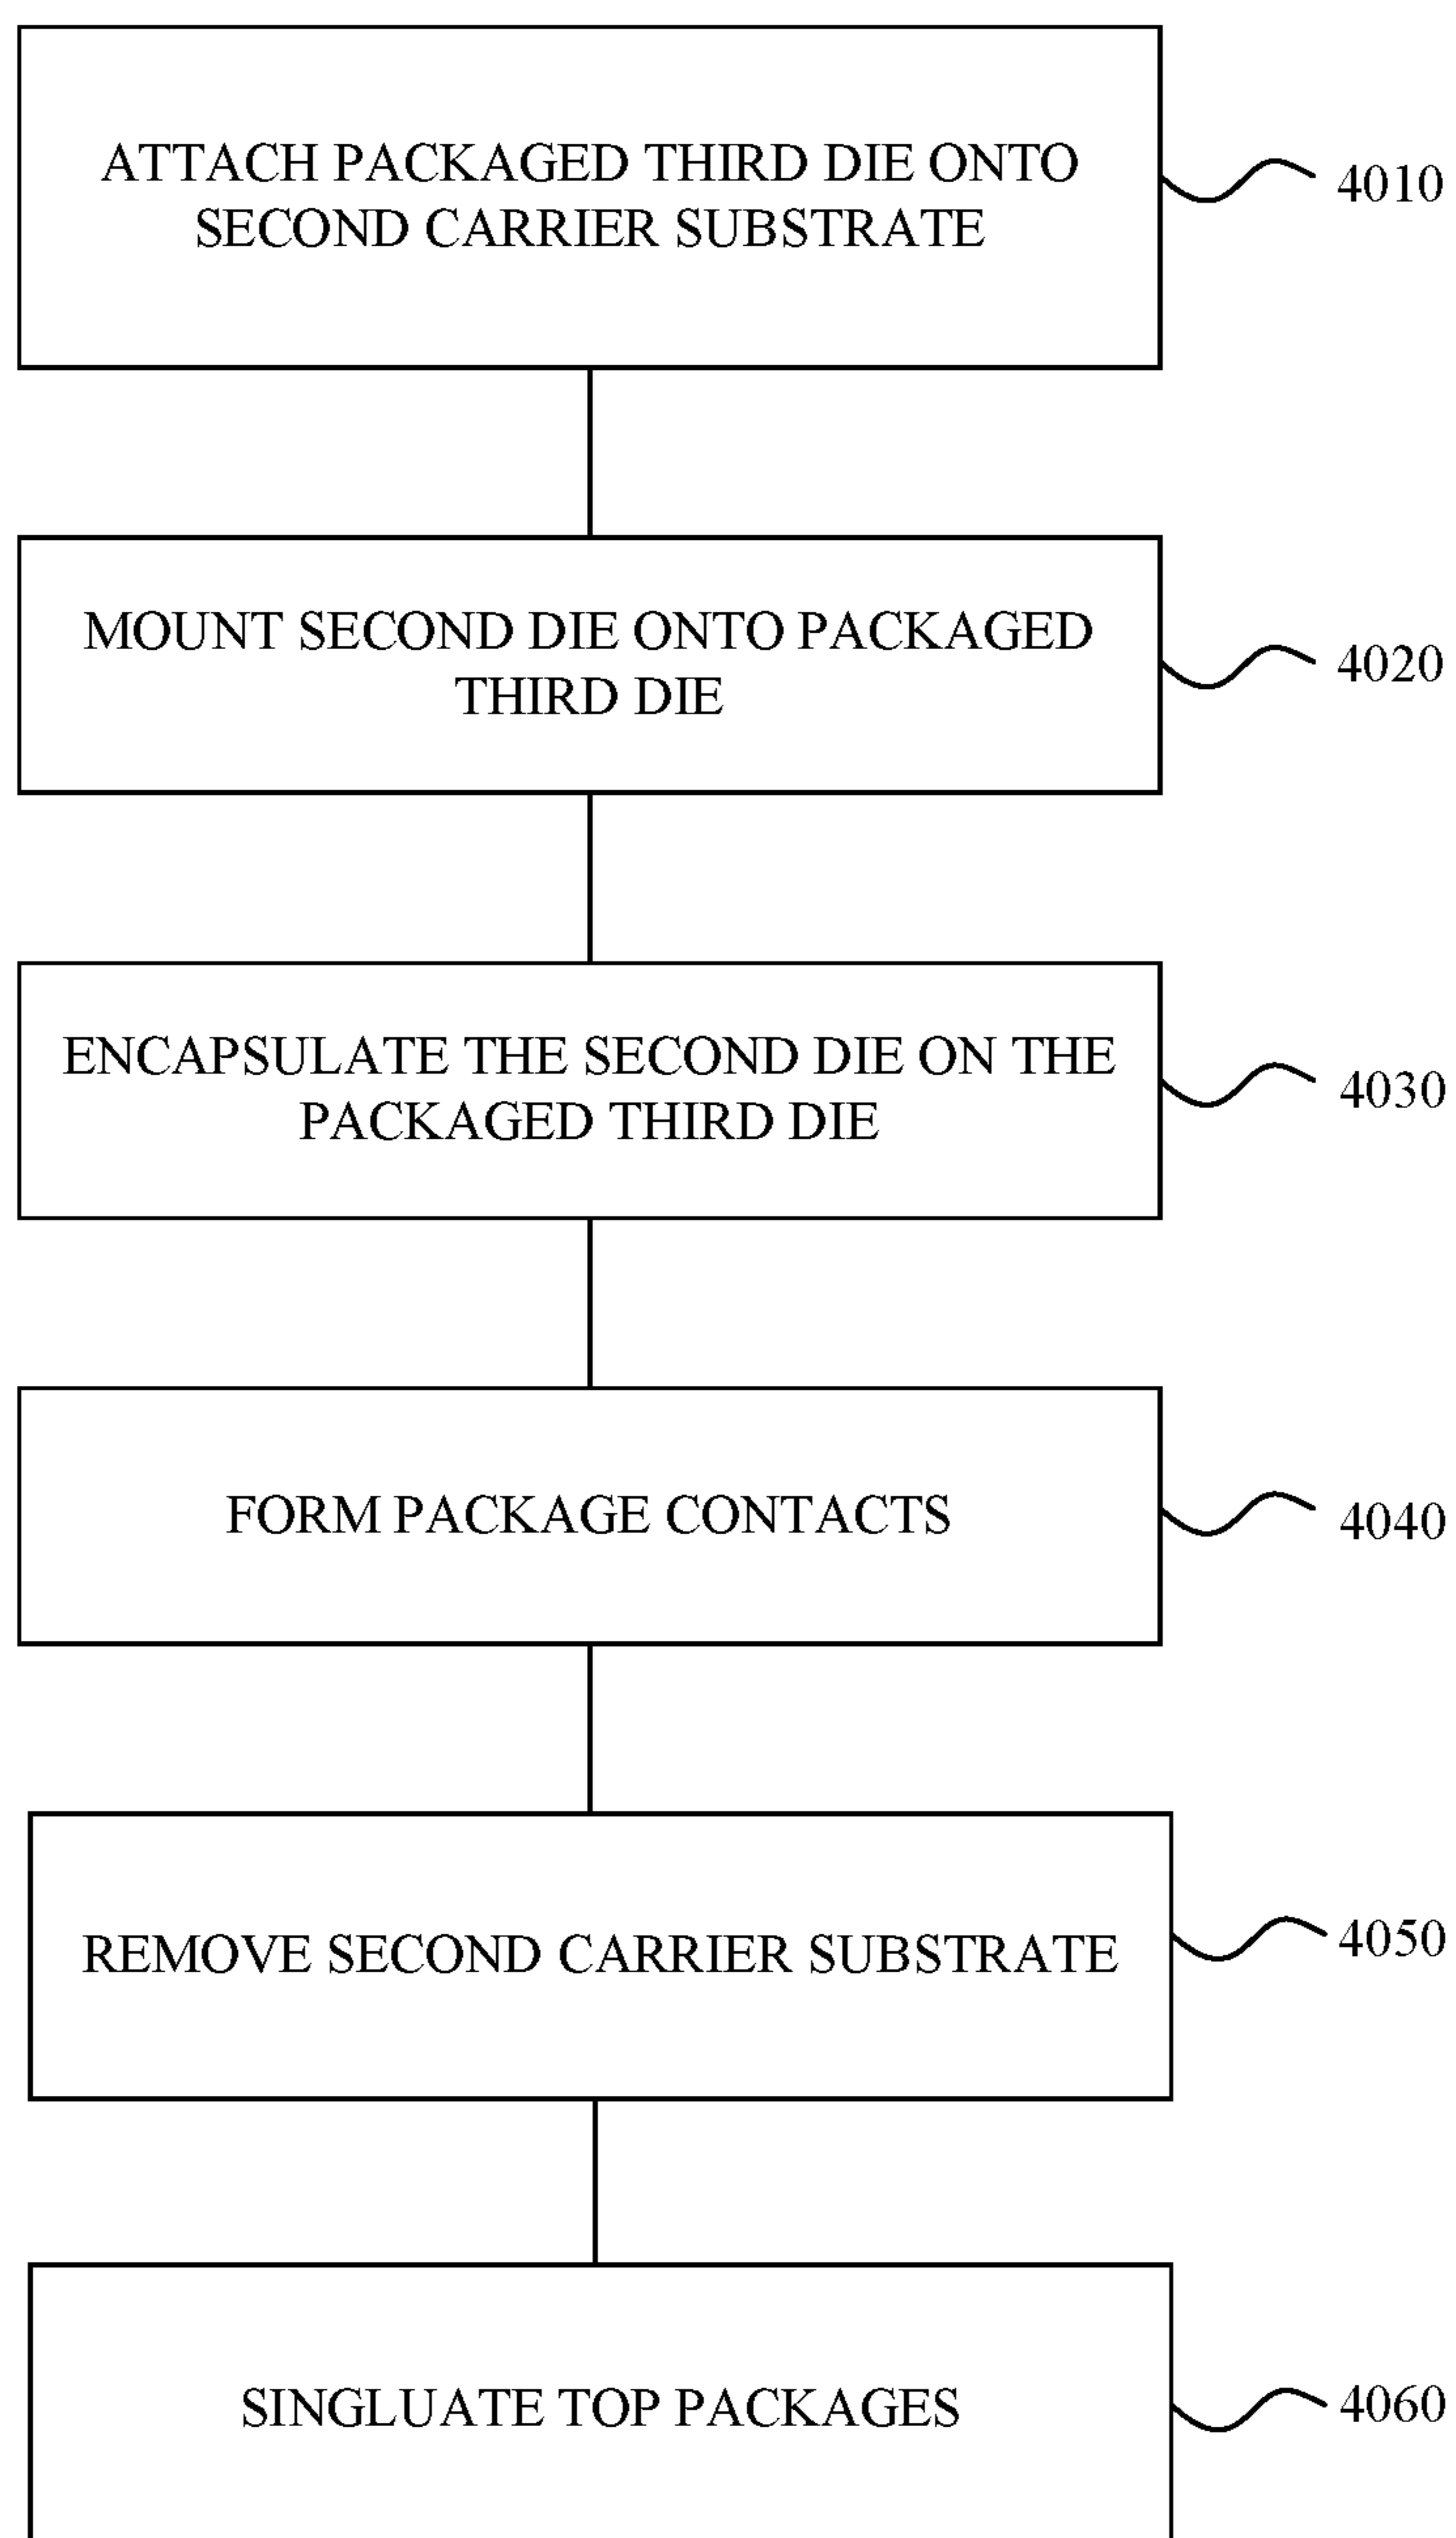 ATTACH PACKAGED THIRD DIE ONTO
SECOND CARRIER SUBSTRATE
4010
MOUNT SECOND DIE ONTO PACKAGED
THIRD DIE
4020
ENCAPSULATE THE SECOND DIE ON THE
PACKAGED THIRD DIE
4030
FORM PACKAGE CONTACTS
4040
REMOVE SECOND CARRIER SUBSTRATE
4050
SINGLUATE TOP PACKAGES
4060